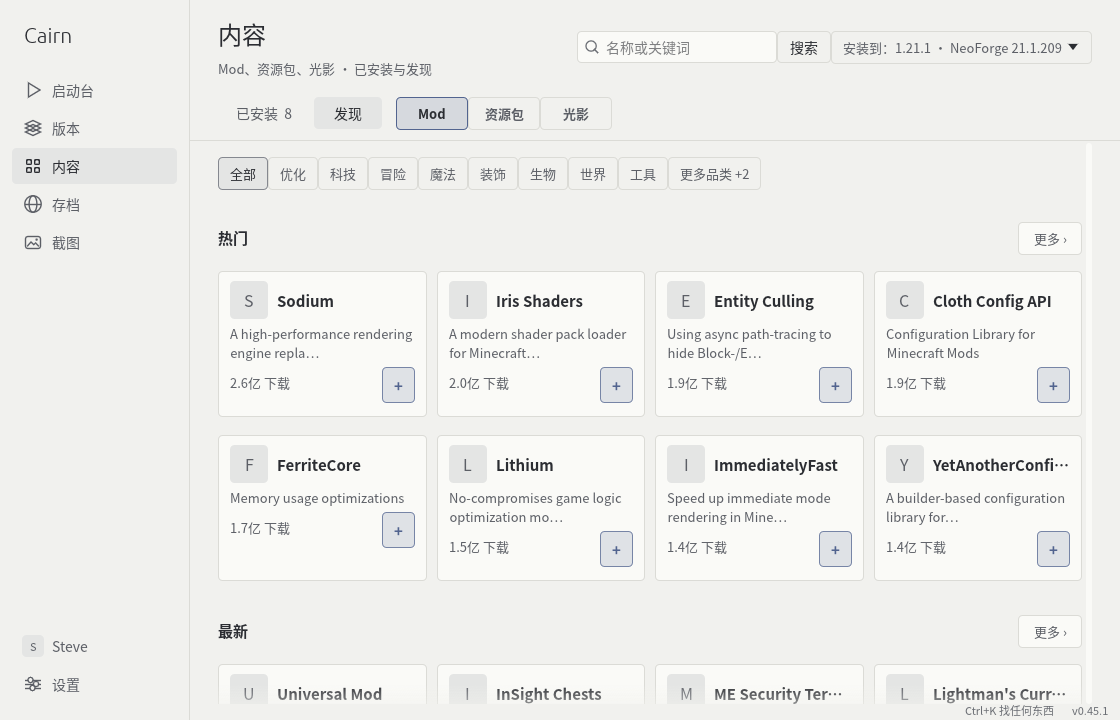 Cairn
启动台
版本
内容
存档
截图
S Steve
设置
内容
Mod、资源包、光影 · 已安装与发现
名称或关键词
搜索
安装到：1.21.1 · NeoForge 21.1.209
已安装 8
发现
Mod
资源包
光影
全部
优化
科技
冒险
魔法
装饰
生物
世界
工具
更多品类 +2
热门
更多 ›
S Sodium
A high-performance rendering
engine repla…
2.6亿 下载
+
I Iris Shaders
A modern shader pack loader
for Minecraft…
2.0亿 下载
+
E Entity Culling
Using async path-tracing to
hide Block-/E…
1.9亿 下载
+
C Cloth Config API
Configuration Library for
Minecraft Mods
1.9亿 下载
+
F FerriteCore
Memory usage optimizations
1.7亿 下载
+
L Lithium
No-compromises game logic
optimization mo…
1.5亿 下载
+
I ImmediatelyFast
Speed up immediate mode
rendering in Mine…
1.4亿 下载
+
Y YetAnotherConfi…
A builder-based configuration
library for…
1.4亿 下载
+
最新
更多 ›
U Universal Mod
I InSight Chests
M ME Security Ter…
L Lightman's Curr…
Ctrl+K 找任何东西
v0.45.1